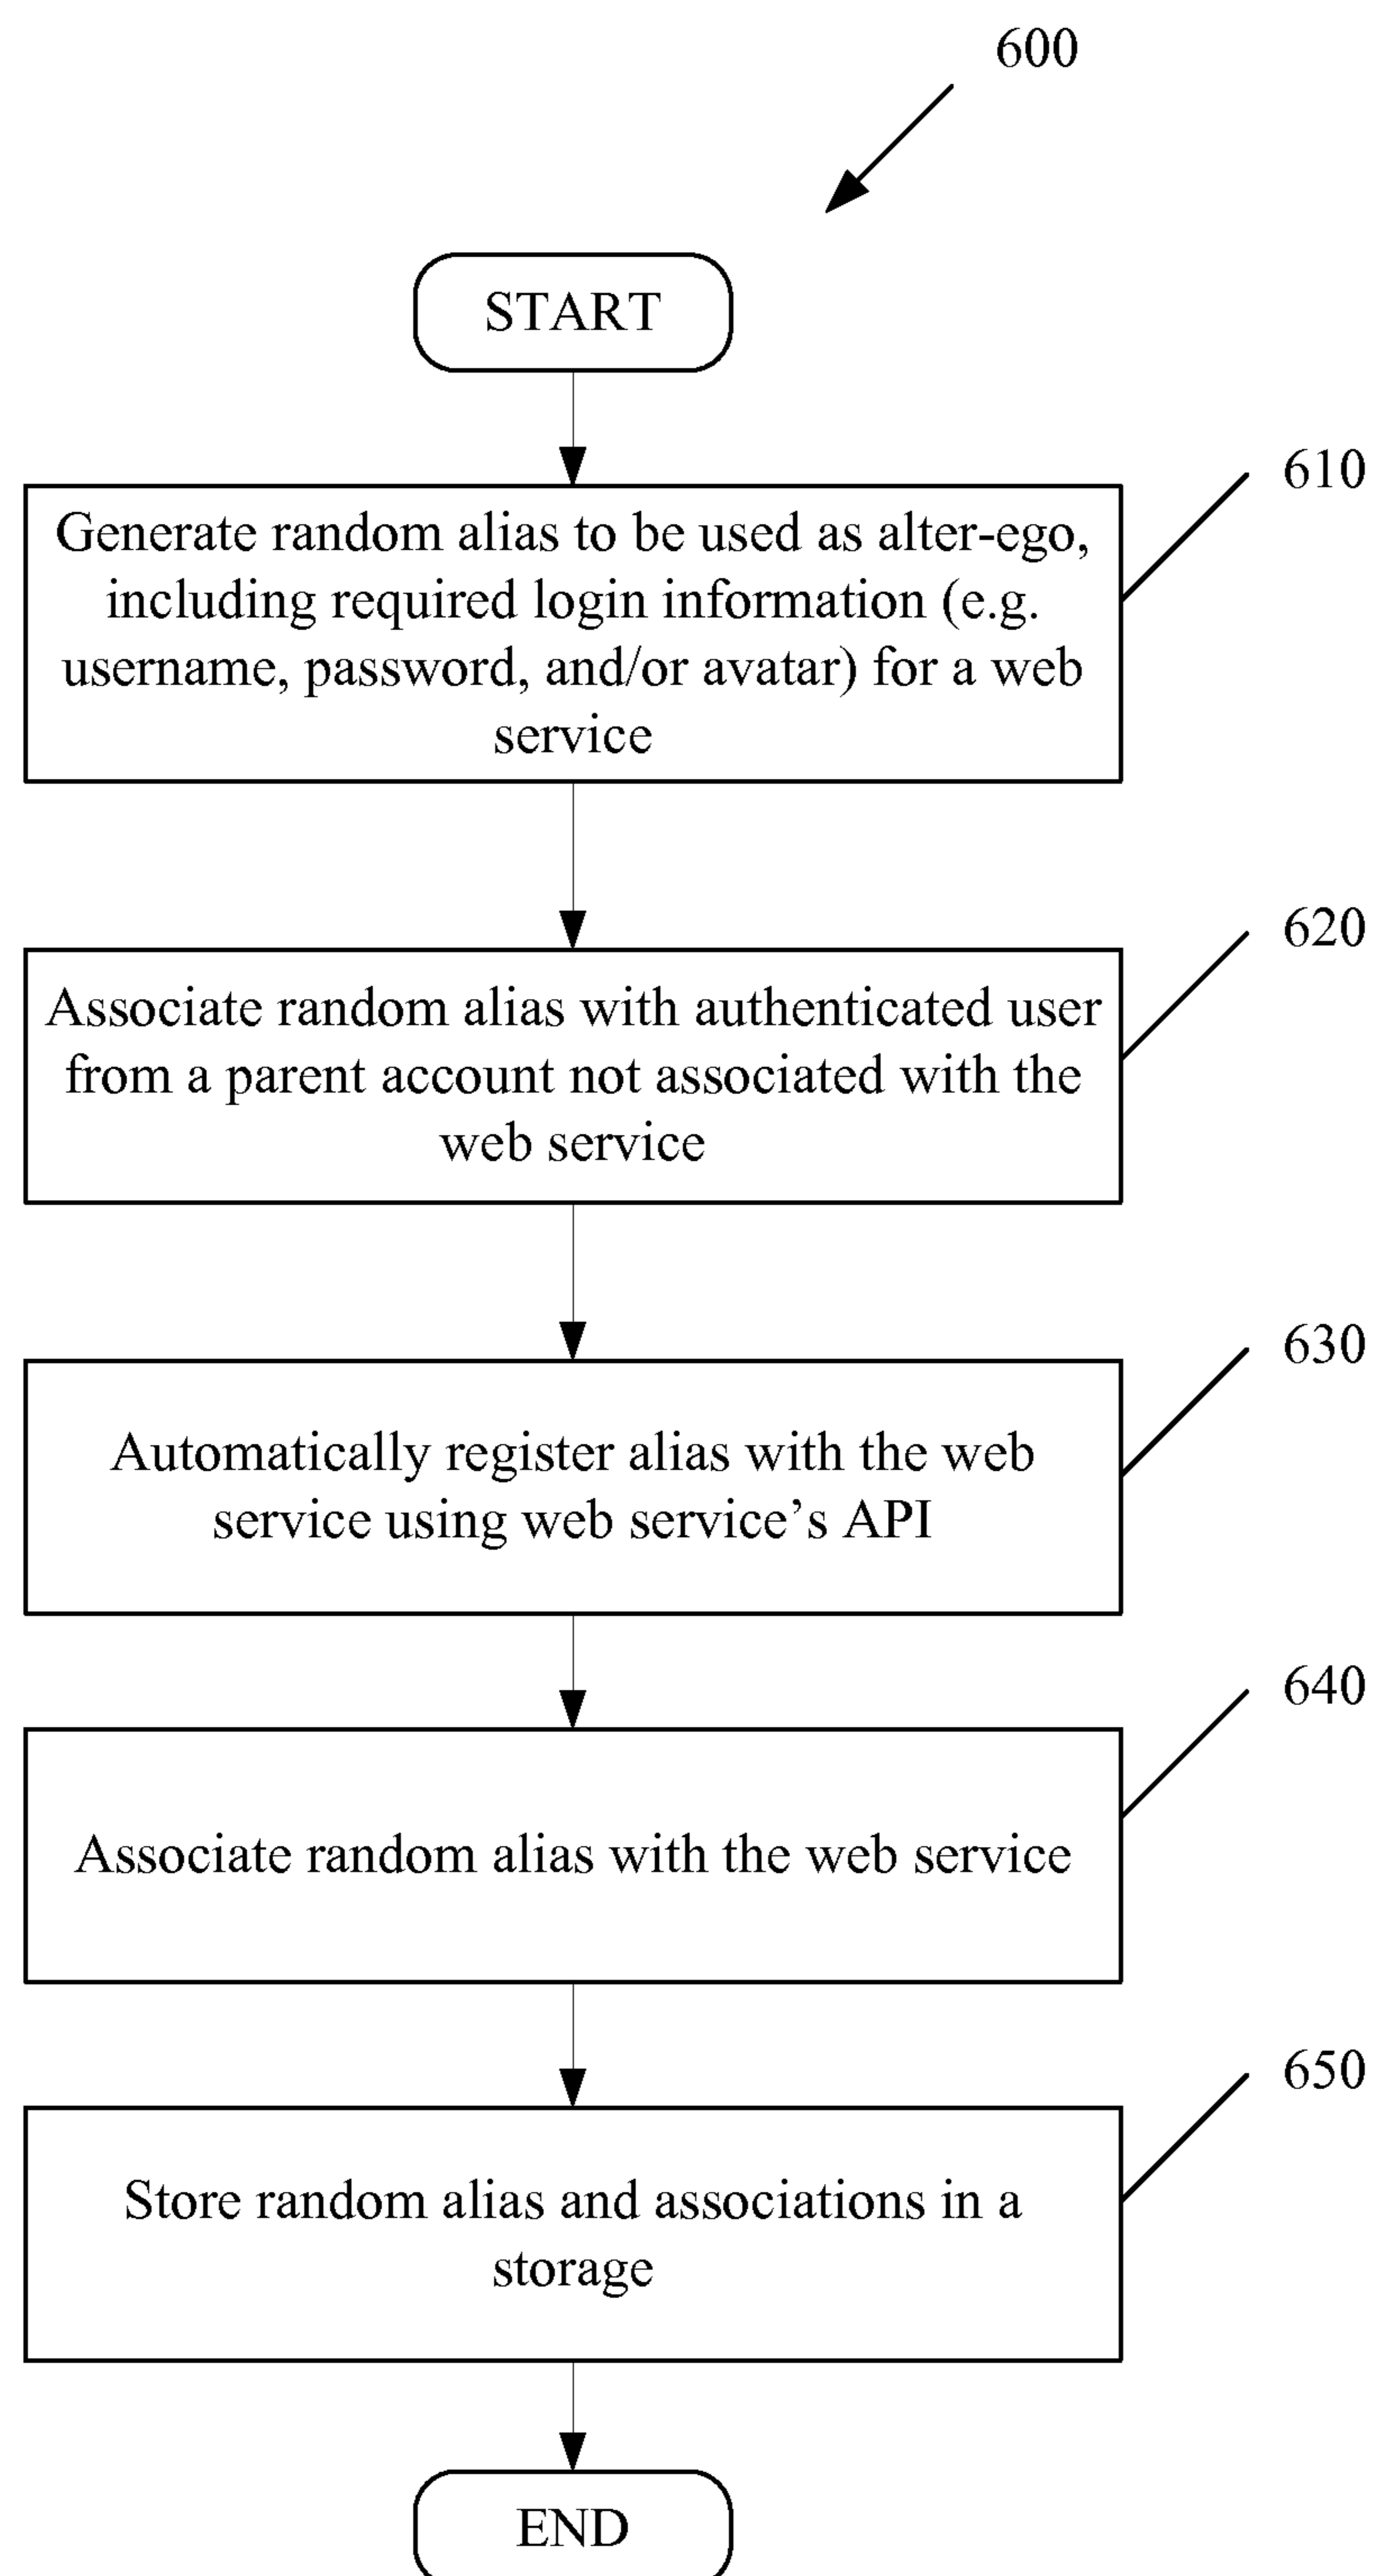 600
START
610
Generate random alias to be used as alter-ego,
including required login information (e.g.
username, password, and/or avatar) for a web
service
620
Associate random alias with authenticated user
from a parent account not associated with the
web service
630
Automatically register alias with the web
service using web service’s API
640
Associate random alias with the web service
650
Store random alias and associations in a
storage
END